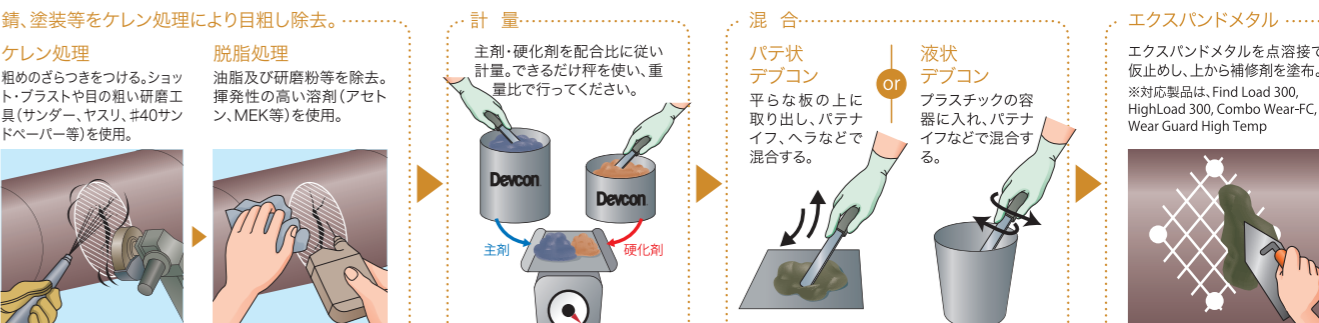 錆、塗装等をケレン処理により目粗し除去。
ケレン処理
粗めのざらつきをつける。ショッ
ト・ブラストや目の粗い研磨工
具(サンダー、ヤスリ、♯40サン
ドペーパー等)を使用。
脱脂処理
油脂及び研磨粉等を除去。
揮発性の高い溶剤(アセト
ン、MEK等)を使用。
計 量
主剤・硬化剤を配合比に従い
計量。できるだけ秤を使い、重
量比で行ってください。
Devcon
Devcon
主剤
硬化剤
混 合
パテ状
デブコン
平らな板の上に
取り出し、パテナ
イフ、ヘラなどで
混合する。
or
液状
デブコン
プラスチックの容
器に入れ、パテナ
イフなどで混合す
る。
エクスパンドメタル
エクスパンドメタルを点溶接で
仮止めし、上から補修剤を塗布。
※対応製品は、Find Load 300,
HighLoad 300, Combo Wear-FC,
Wear Guard High Temp